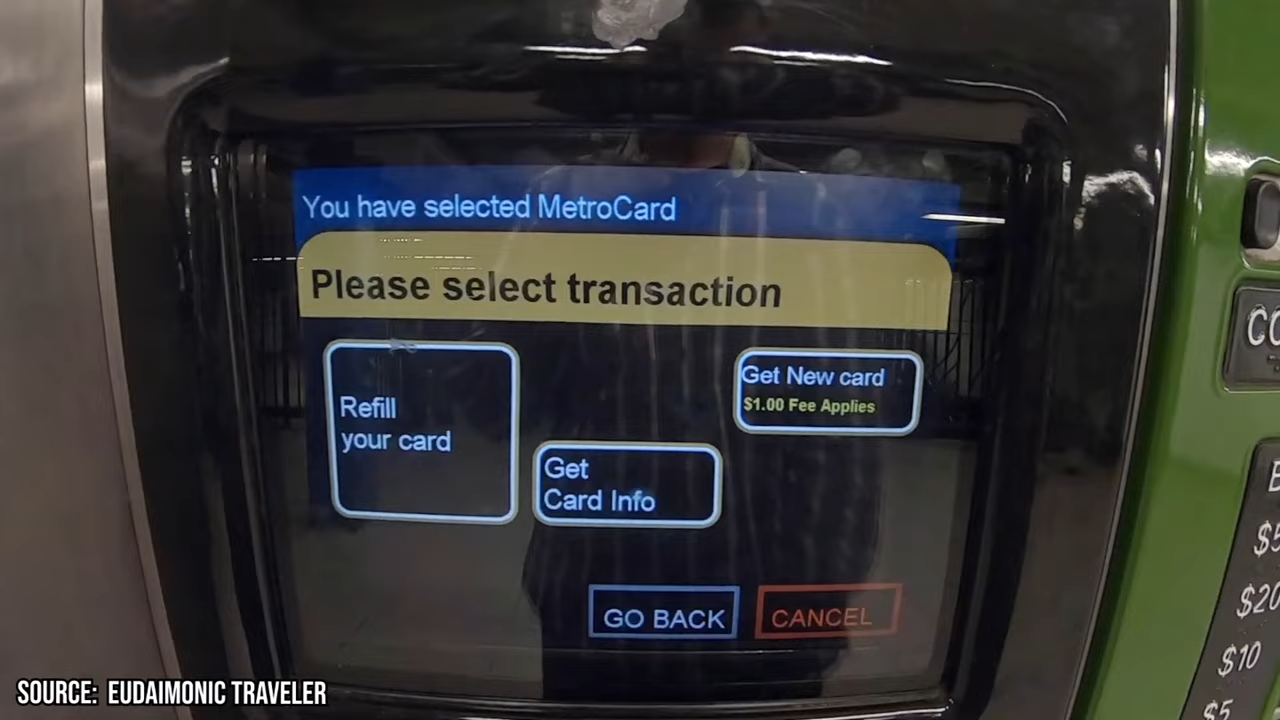 You have selected MetroCard
Please select transaction
Refill
your card
Get
Card Info
Get New card
$1.00 Fee Applies
GO BACK
CANCEL
$20
$10
$5
SOURCE: EUDAIMONIC TRAVELER